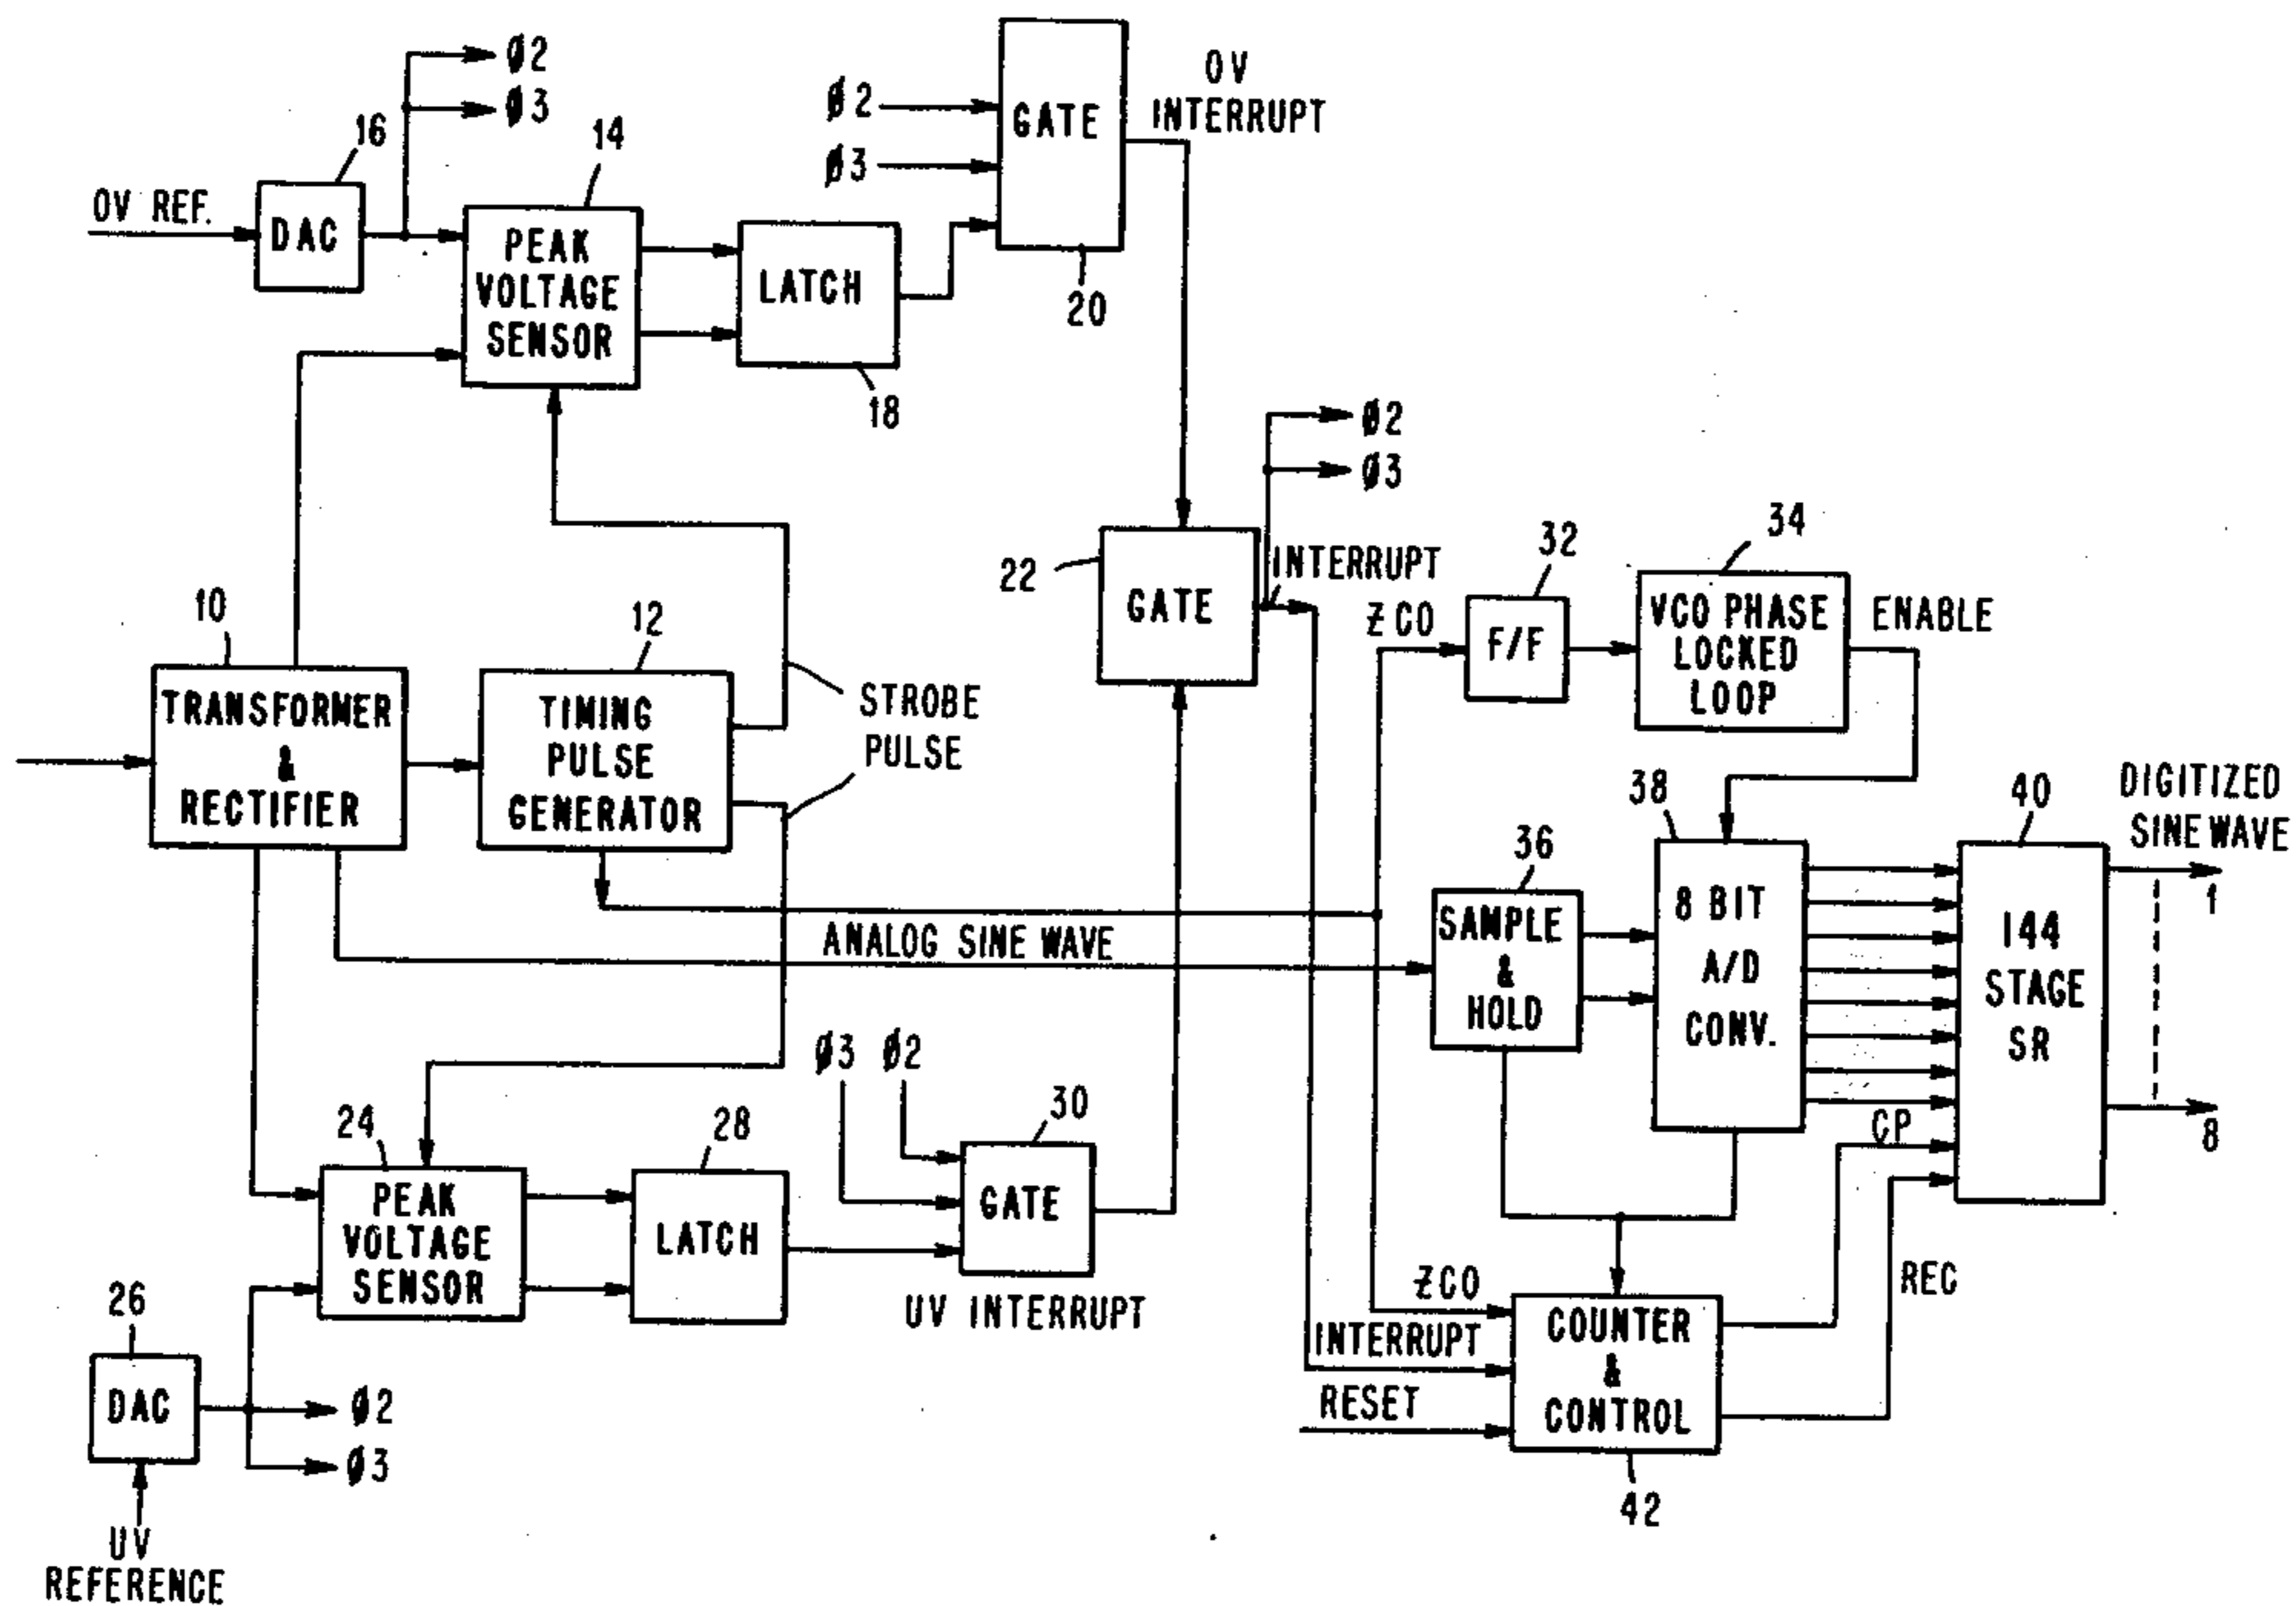 Ø2
Ø3
16
OV REF.
DAC
14
PEAK
VOLTAGE
SENSOR
LATCH
18
Ø2
Ø3
GATE
20
OV
INTERRUPT
Ø2
Ø3
22
GATE
INTERRUPT
10
TRANSFORMER
&
RECTIFIER
12
TIMING
PULSE
GENERATOR
STROBE
PULSE
ZCO
32
F/F
34
VCO PHASE
LOCKED
LOOP
ENABLE
ANALOG SINE WAVE
36
SAMPLE
&
HOLD
38
8 BIT
A/D
CONV.
40
144
STAGE
SR
DIGITIZED
SINE WAVE
1
8
CP
REC
24
PEAK
VOLTAGE
SENSOR
28
LATCH
Ø3 Ø2
30
GATE
UV INTERRUPT
26
DAC
Ø2
Ø3
UV
REFERENCE
ZCO
INTERRUPT
RESET
COUNTER
&
CONTROL
42